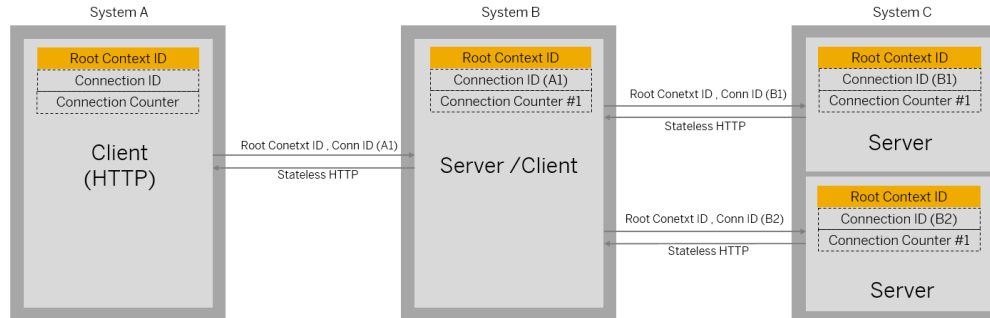 System A
System B
System C
Root Context ID
Connection ID
Connection Counter
Client
(HTTP)
Root Conetxt ID , Conn ID (A1)
Stateless HTTP
Root Context ID
Connection ID (A1)
Connection Counter #1
Server /Client
Root Conetxt ID , Conn ID (B1)
Stateless HTTP
Root Conetxt ID , Conn ID (B2)
Stateless HTTP
Root Context ID
Connection ID (B1)
Connection Counter #1
Server
Root Context ID
Connection ID (B2)
Connection Counter #1
Server